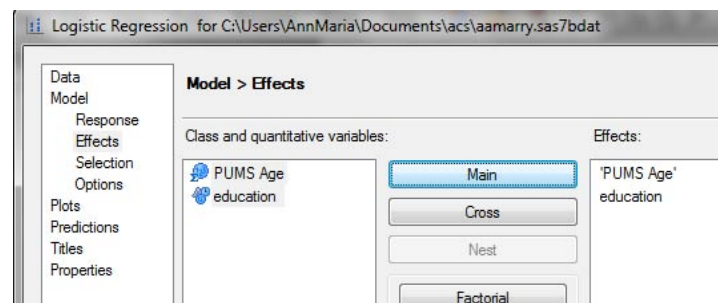 Logistic Regression for C:\Users\AnnMaria\Documents\acs\aamarry.sas7bdat
Data
Model
Response
Effects
Selection
Options
Plots
Predictions
Titles
Properties
Model > Effects
Class and quantitative variables:
PUMS Age
education
Main
Cross
Nest
Factorial
Effects:
'PUMS Age'
education